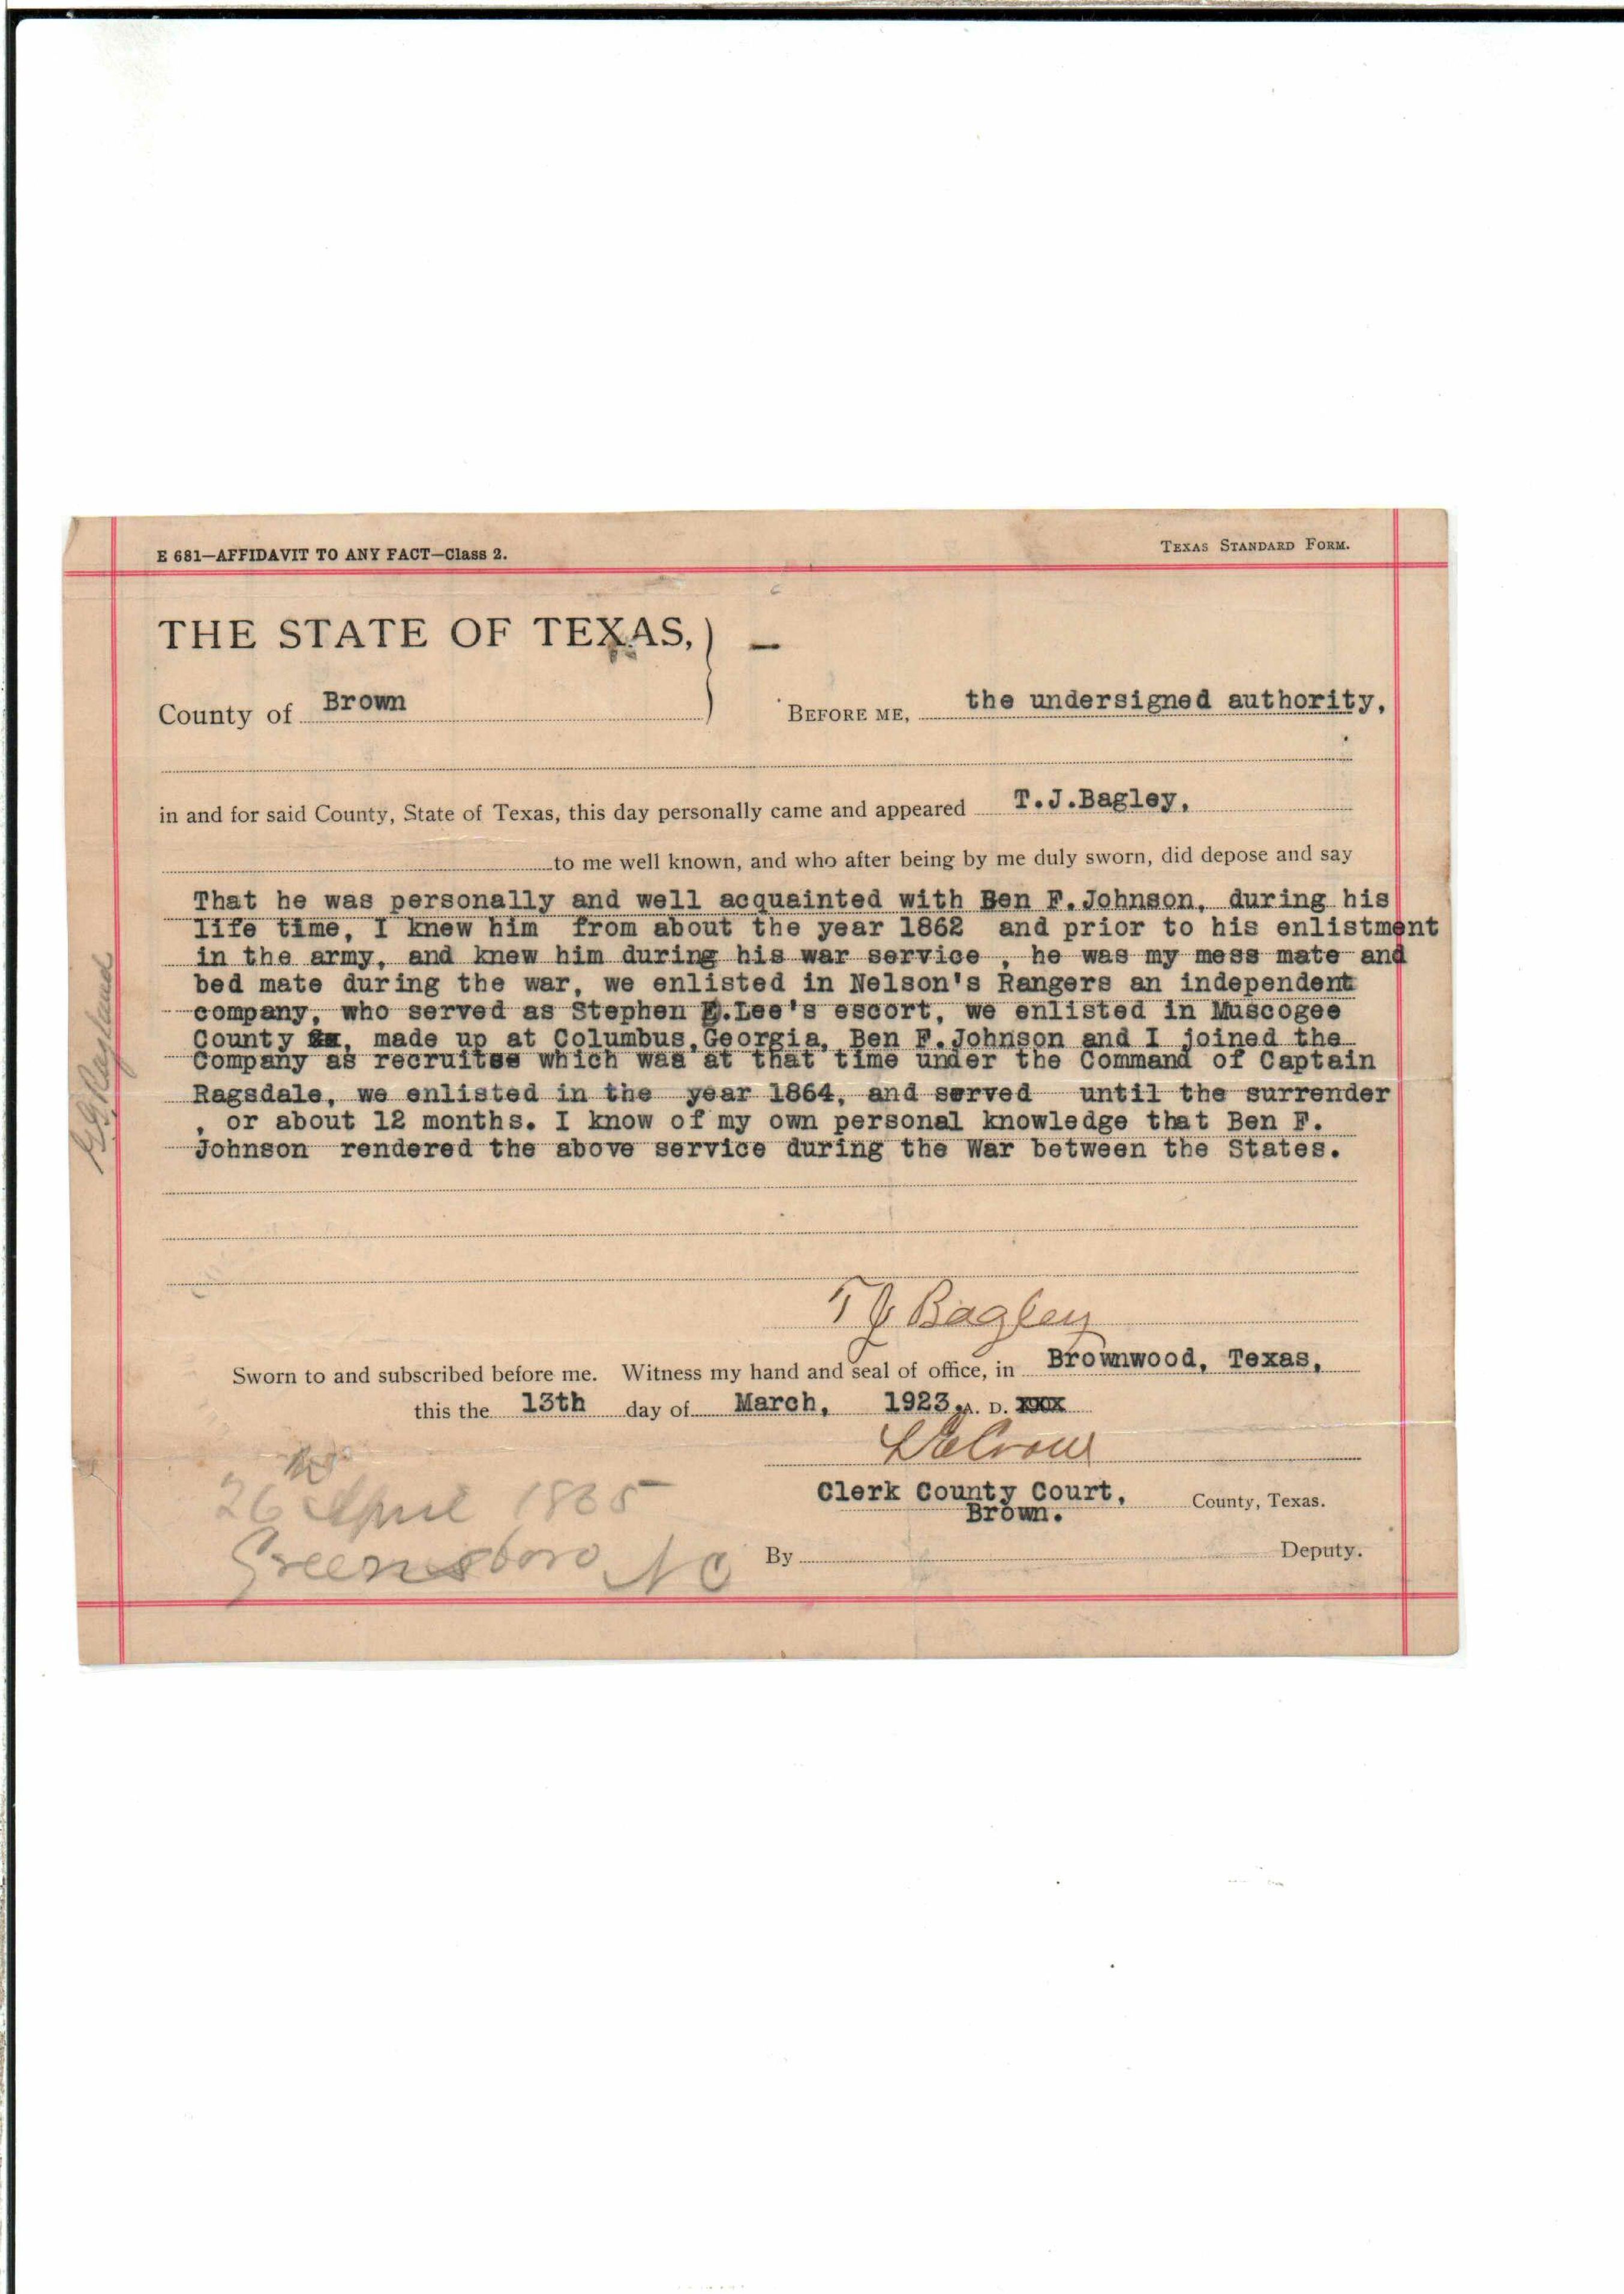 E 681—AFFIDAVIT TO ANY FACT—Class 2.
TEXAS STANDARD FORM.
THE STATE OF TEXAS,
County of Brown
BEFORE ME, the undersigned authority,
in and for said County, State of Texas, this day personally came and appeared T.J.Bagley,
to me well known, and who after being by me duly sworn, did depose and say
That he was personally and well acquainted with Ben F.Johnson, during his
life time, I knew him from about the year 1862 and prior to his enlistment
in the army, and knew him during his war service , he was my mess mate and
bed mate during the war, we enlisted in Nelson's Rangers an independent
company, who served as Stephen D.Lee's escort, we enlisted in Muscogee
County , made up at Columbus,Georgia, Ben F.Johnson and I joined the
Company as recruitss which was at that time under the Command of Captain
Ragsdale, we enlisted in the year 1864, and served until the surrender
, or about 12 months. I know of my own personal knowledge that Ben F.
Johnson rendered the above service during the War between the States.
T J Bagley
Sworn to and subscribed before me. Witness my hand and seal of office, in Brownwood, Texas,
this the 13th day of March, 1923, A. D. XXX
Clerk County Court,
Brown. County, Texas.
By Deputy.
26 April 1865
Greensboro NC